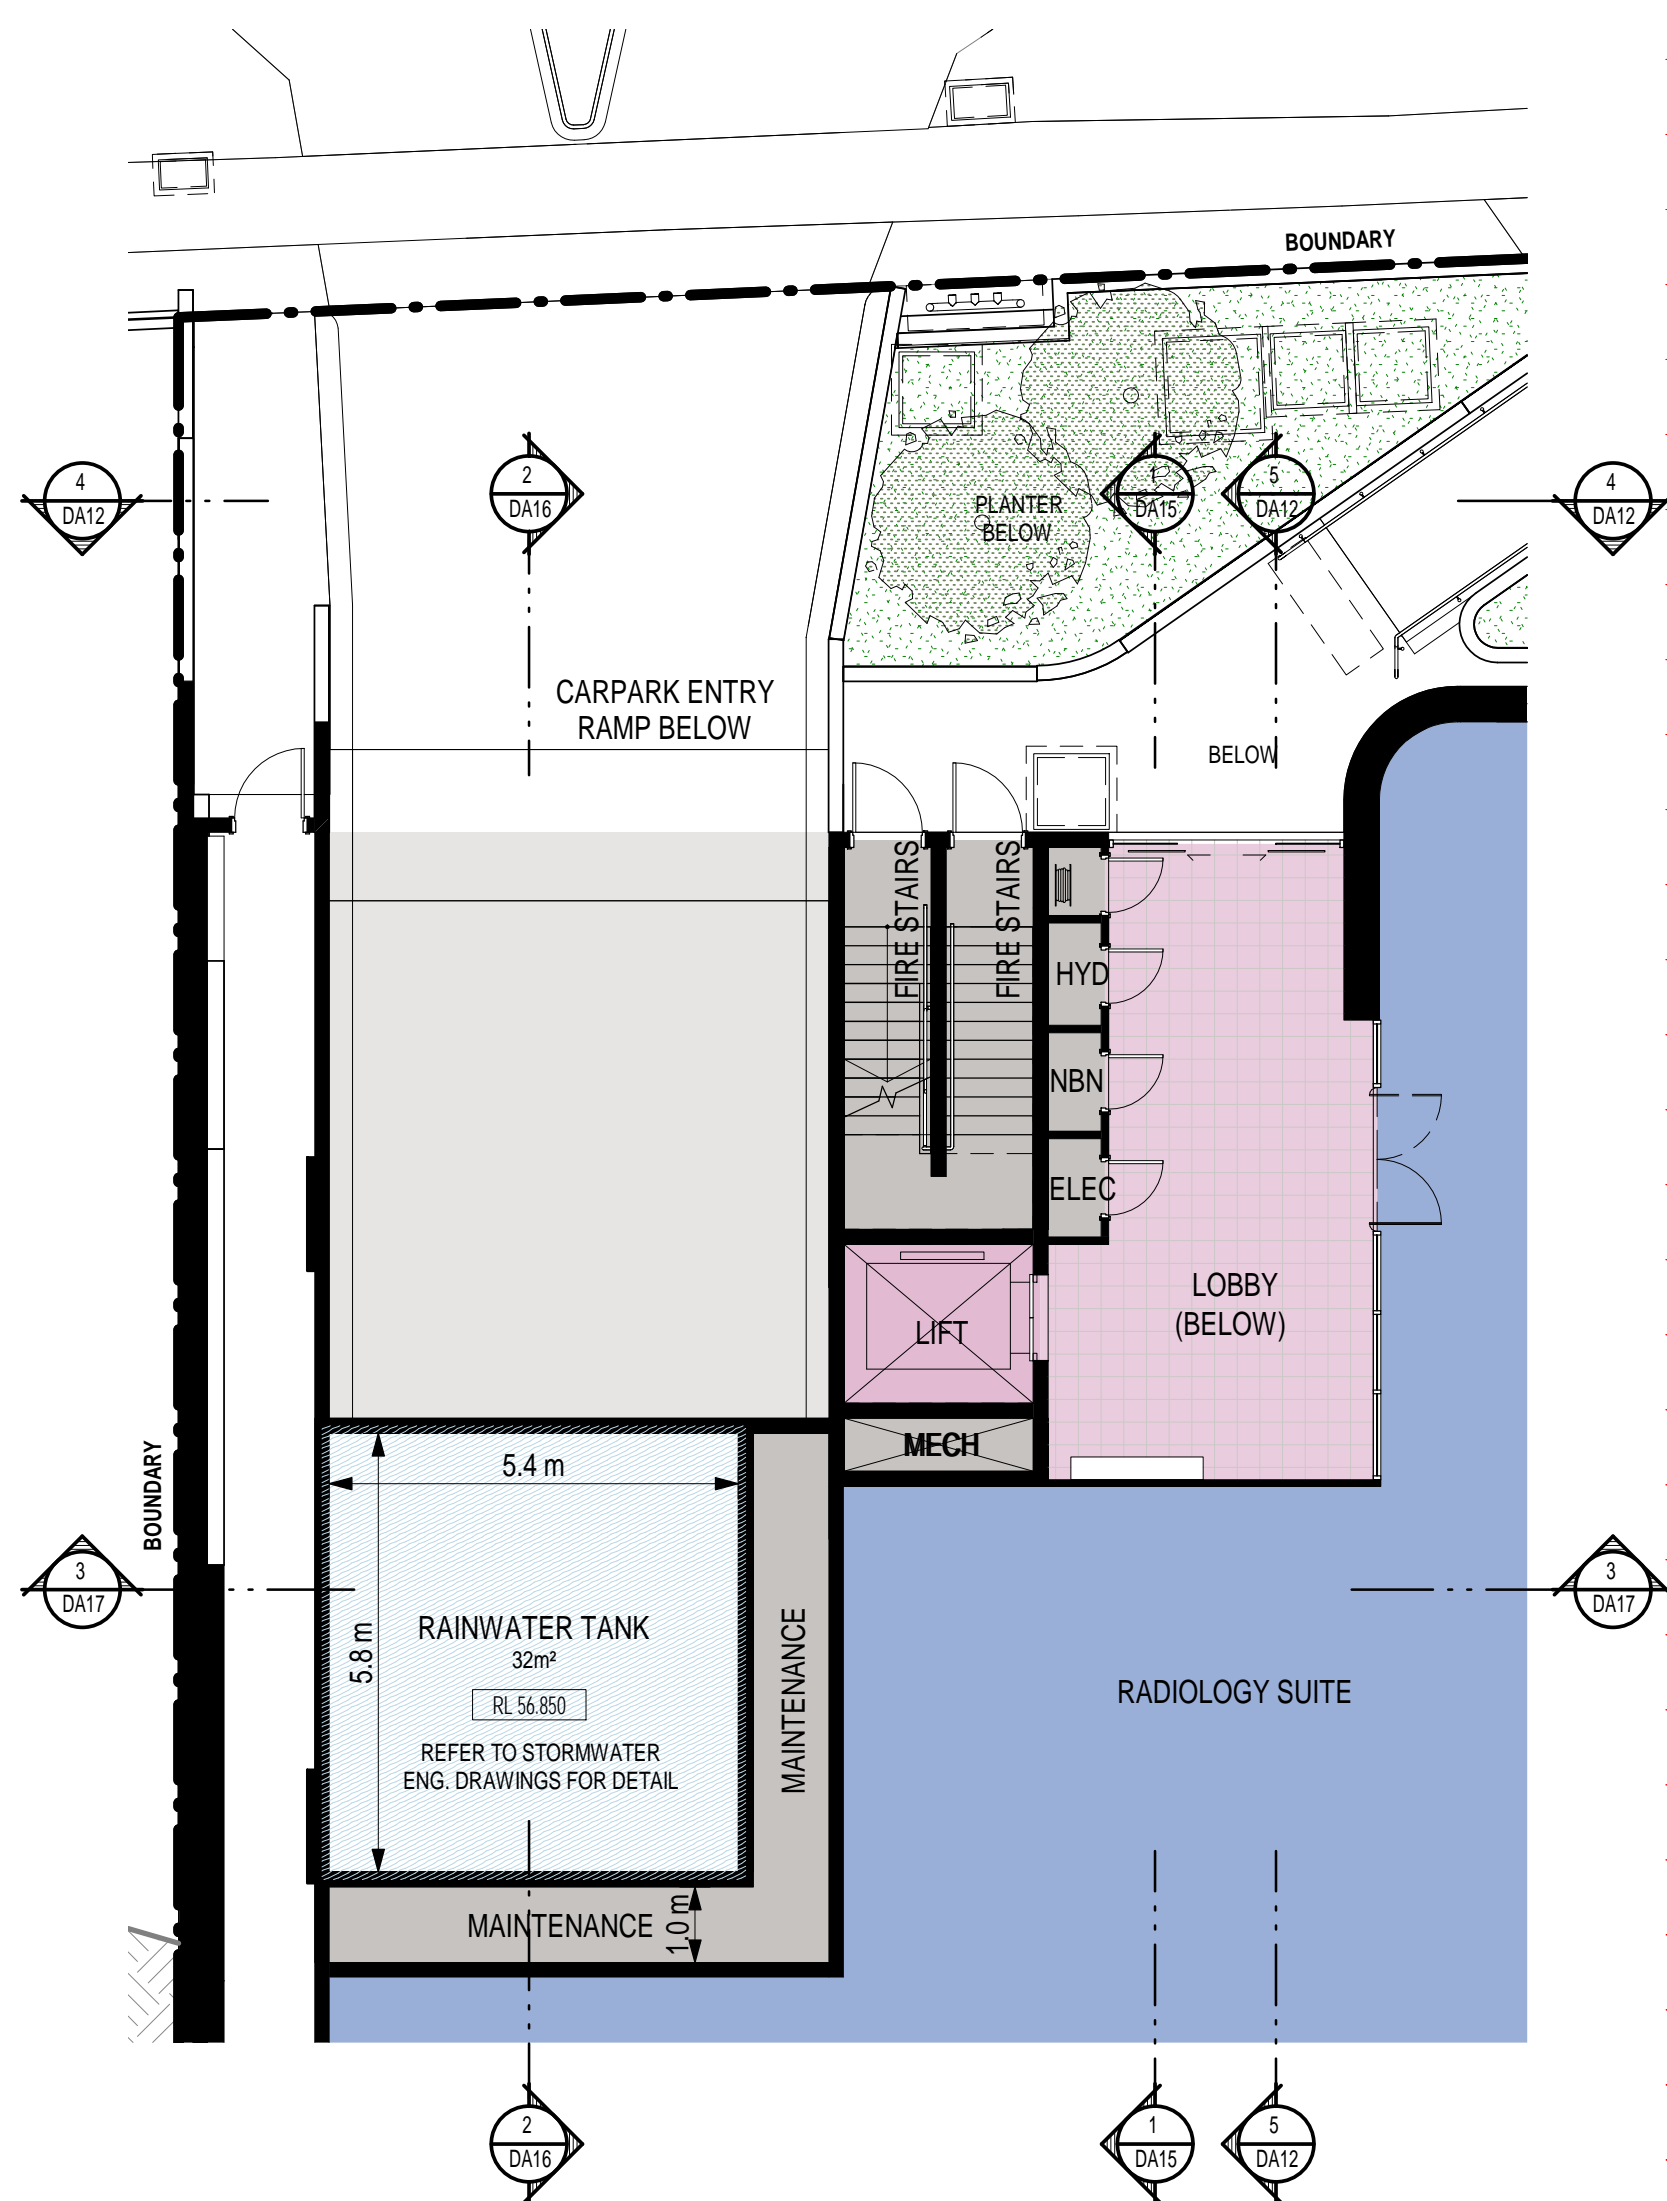 BOUNDARY
4
DA12
2
DA16
1
DA15
5
DA12
4
DA12
PLANTER
BELOW
CARPARK ENTRY
RAMP BELOW
BELOW
FIRE STAIRS
FIRE STAIRS
HYD
NBN
ELEC
LOBBY
(BELOW)
LIFT
MECH
BOUNDARY
5.4 m
3
DA17
3
DA17
5.8 m
RAINWATER TANK
32m²
RL 56.850
REFER TO STORMWATER
ENG. DRAWINGS FOR DETAIL
MAINTENANCE
RADIOLOGY SUITE
MAINTENANCE
1.0 m
2
DA16
1
DA15
5
DA12